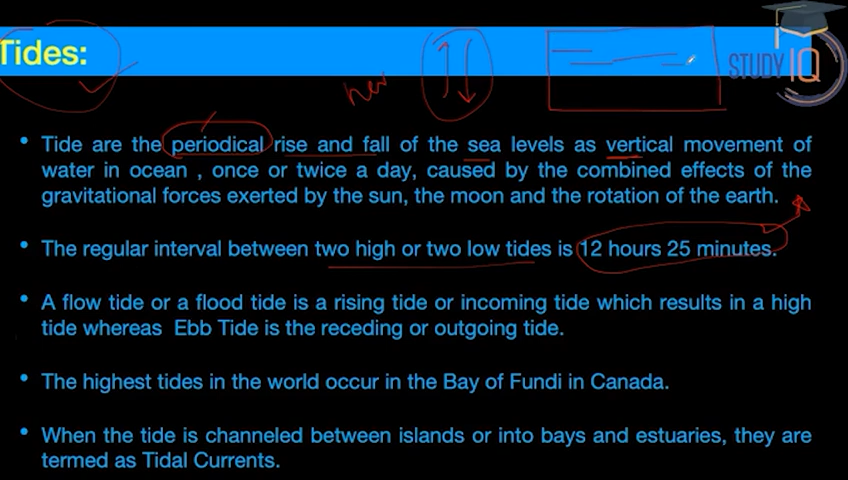 Tides:
STUDY IQ
• Tide are the periodical rise and fall of the sea levels as vertical movement of
water in ocean , once or twice a day, caused by the combined effects of the
gravitational forces exerted by the sun, the moon and the rotation of the earth.
• The regular interval between two high or two low tides is 12 hours 25 minutes.
• A flow tide or a flood tide is a rising tide or incoming tide which results in a high
tide whereas Ebb Tide is the receding or outgoing tide.
• The highest tides in the world occur in the Bay of Fundi in Canada.
• When the tide is channeled between islands or into bays and estuaries, they are
termed as Tidal Currents.